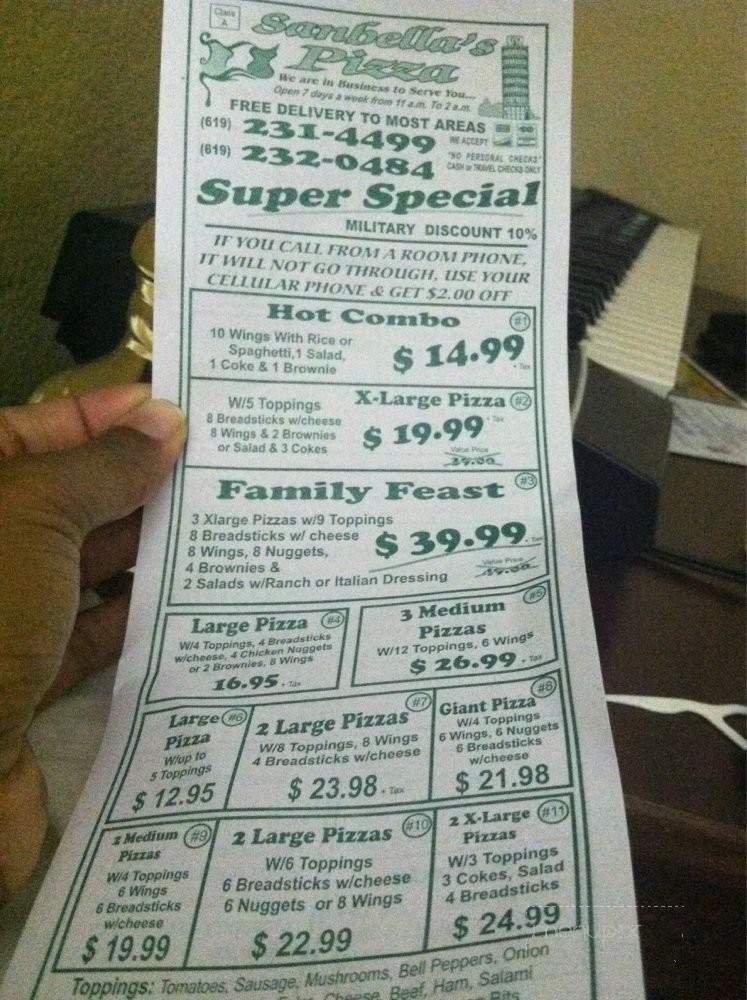 Class
A
Sanbella's
Pizza
We are in Business to Serve You...
Open 7 days a week from 11 a.m. To 2 a.m.
FREE DELIVERY TO MOST AREAS
(619) 231-4499
WE ACCEPT
(619) 232-0484
"NO PERSONAL CHECKS"
CASH or TRAVEL CHECKS ONLY
Super Special
MILITARY DISCOUNT 10%
IF YOU CALL FROM A ROOM PHONE,
IT WILL NOT GO THROUGH, USE YOUR
CELLULAR PHONE & GET $2.00 OFF
Hot Combo #1
10 Wings With Rice or
Spaghetti,1 Salad,
1 Coke & 1 Brownie
$ 14.99 + Tax
X-Large Pizza #2
W/5 Toppings
8 Breadsticks w/cheese
8 Wings & 2 Brownies
or Salad & 3 Cokes
$ 19.99 + Tax
Value Price
Family Feast #3
3 Xlarge Pizzas w/9 Toppings
8 Breadsticks w/ cheese
8 Wings, 8 Nuggets,
4 Brownies &
2 Salads w/Ranch or Italian Dressing
$ 39.99 + Tax
Value Price
Large Pizza #4
W/4 Toppings, 4 Breadsticks
w/cheese, 4 Chicken Nuggets
or 2 Brownies, 8 Wings
16.95 + Tax
3 Medium #5
Pizzas
W/12 Toppings, 6 Wings
$ 26.99 + Tax
Large #6
Pizza
W/up to
5 Toppings
$ 12.95
#7
2 Large Pizzas
W/8 Toppings, 8 Wings
4 Breadsticks w/cheese
$ 23.98 + Tax
#8
Giant Pizza
W/4 Toppings
6 Wings, 6 Nuggets
6 Breadsticks
w/cheese
$ 21.98
2 Medium #9
Pizzas
W/4 Toppings
6 Wings
6 Breadsticks
w/cheese
$ 19.99
2 Large Pizzas #10
W/6 Toppings
6 Breadsticks w/cheese
6 Nuggets or 8 Wings
$ 22.99
2 X-Large #11
Pizzas
W/3 Toppings
3 Cokes, Salad
4 Breadsticks
$ 24.99
Toppings: Tomatoes, Sausage, Mushrooms, Bell Peppers, Onion
Cheese, Beef, Ham, Salami
Bits